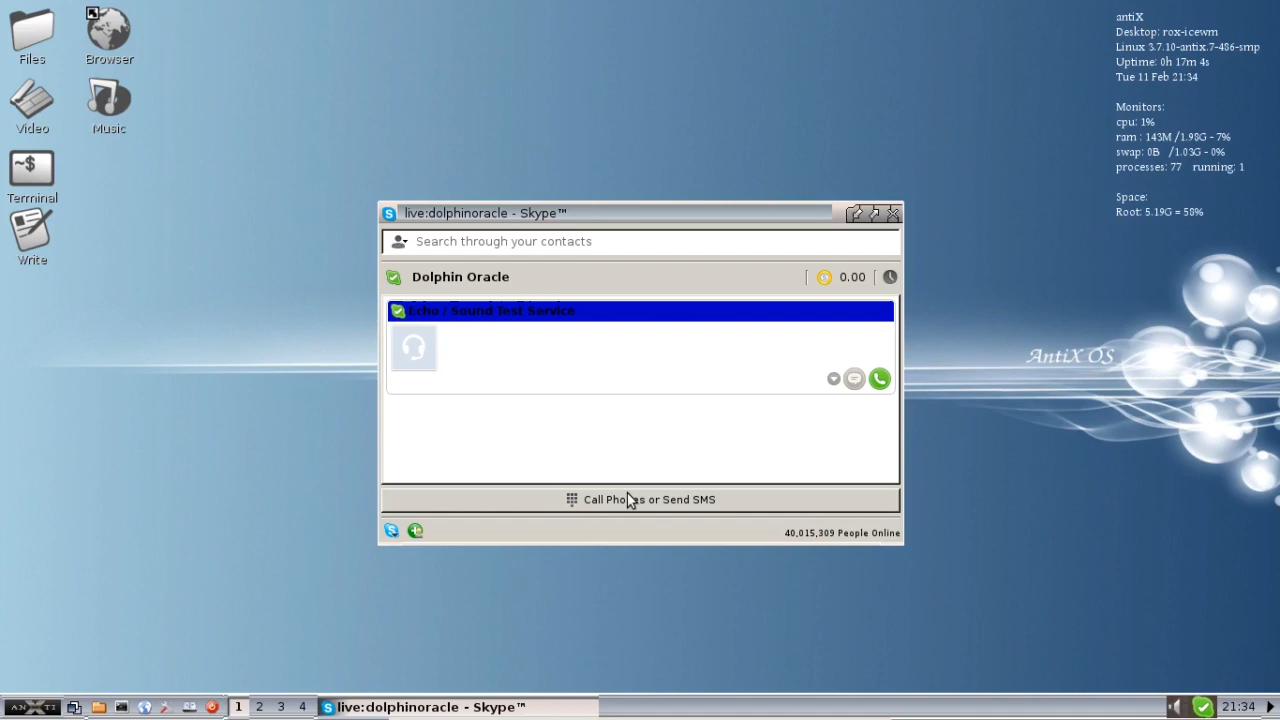 Files
Browser
Video
Music
~$
Terminal
Write
antiX
Desktop: rox-icewm
Linux 3.7.10-antix.7-486-smp
Uptime: 0h 17m 4s
Tue 11 Feb 21:34
Monitors:
cpu: 1%
ram : 143M /1.98G - 7%
swap: 0B /1.03G - 0%
processes: 77 running: 1
Space:
Root: 5.19G = 58%
live:dolphinoracle - Skype™
Search through your contacts
Dolphin Oracle
0.00
Echo / Sound Test Service
Call Phones or Send SMS
40,015,309 People Online
AntiX OS
ANXTI
1 2 3 4
live:dolphinoracle - Skype™
21:34